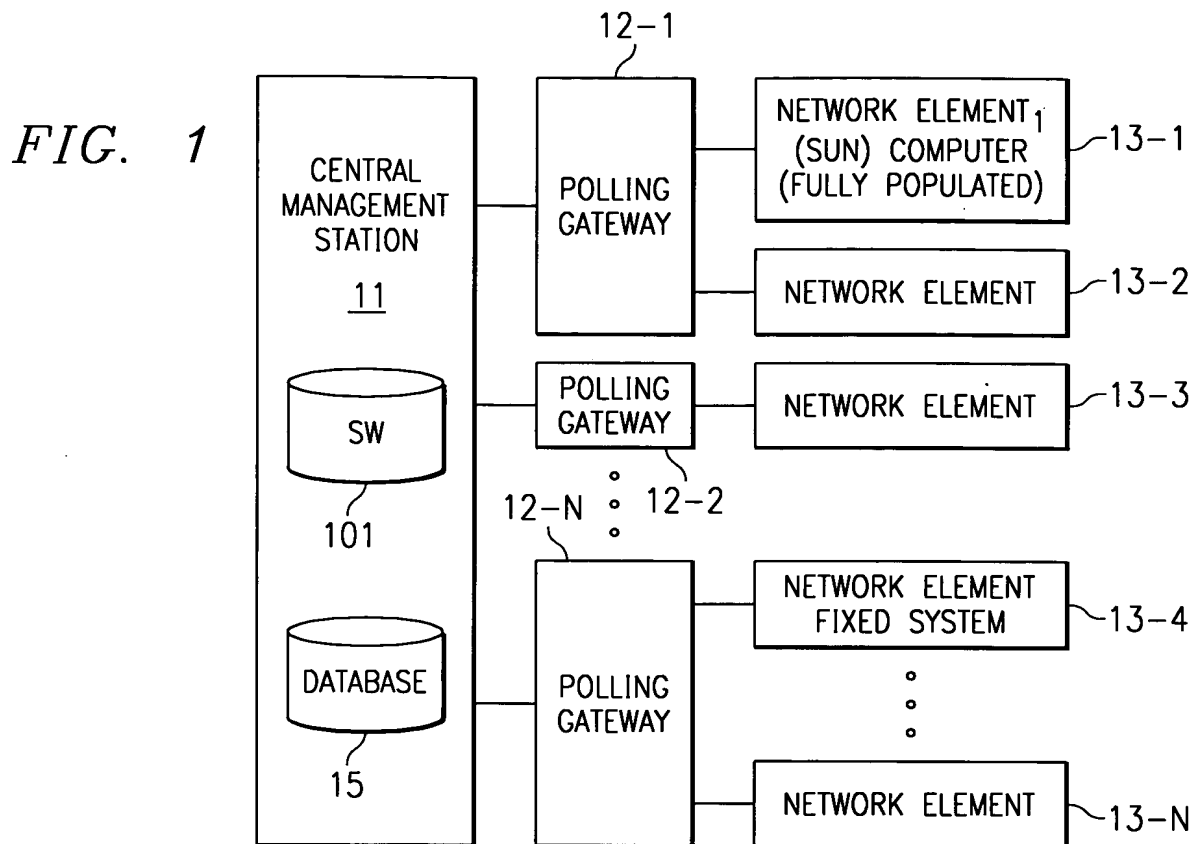 FIG. 1
CENTRAL
MANAGEMENT
STATION
11
SW
101
DATABASE
15
12-1
POLLING
GATEWAY
NETWORK ELEMENT1
(SUN) COMPUTER
(FULLY POPULATED)
13-1
NETWORK ELEMENT
13-2
POLLING
GATEWAY
12-2
NETWORK ELEMENT
13-3
12-N
POLLING
GATEWAY
NETWORK ELEMENT
FIXED SYSTEM
13-4
NETWORK ELEMENT
13-N